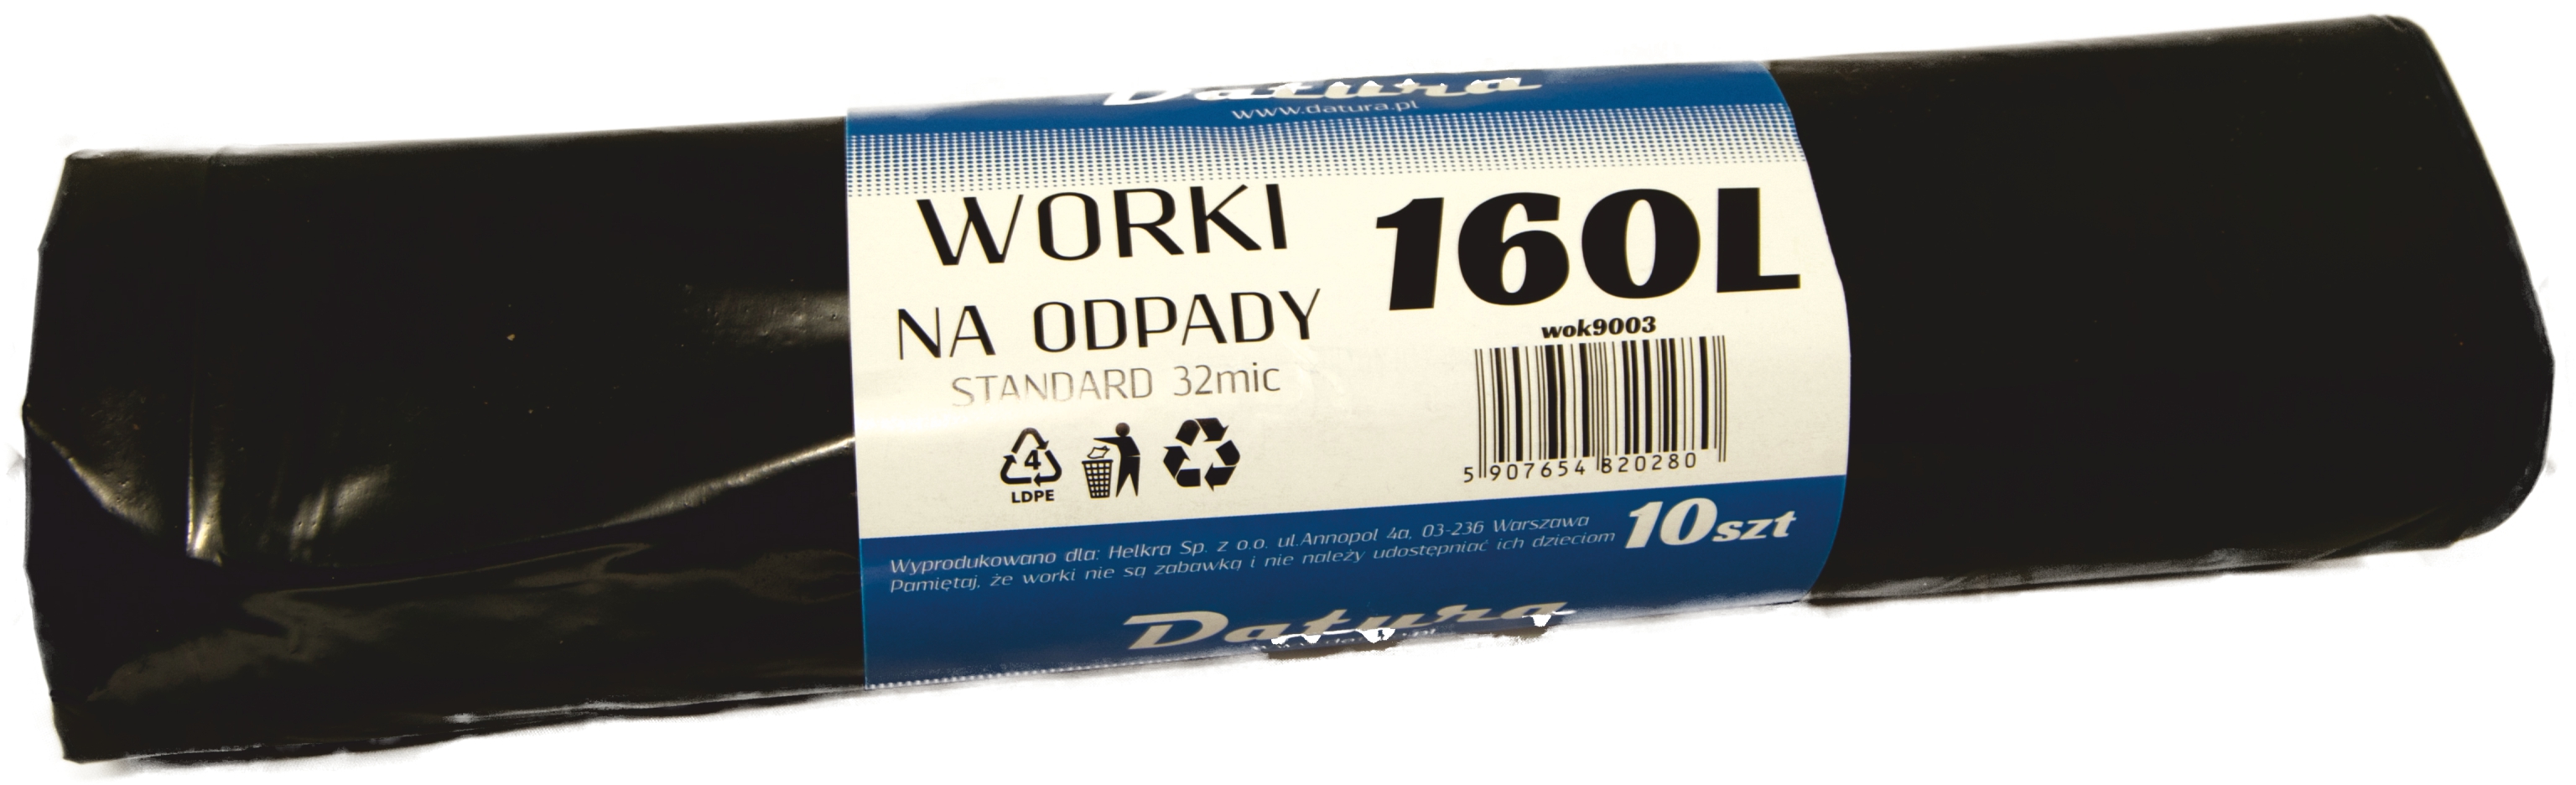 Datura
www.datura.pl
WORKI
NA ODPADY
STANDARD 32mic
160L
wok9003
5 907654 820280
4
LDPE
Wyprodukowano dla: Helkra Sp. z o.o. ul.Annopol 4a, 03-236 Warszawa
Pamiętaj, że worki nie są zabawką i nie należy udostępniać ich dzieciom
10szt
Datura